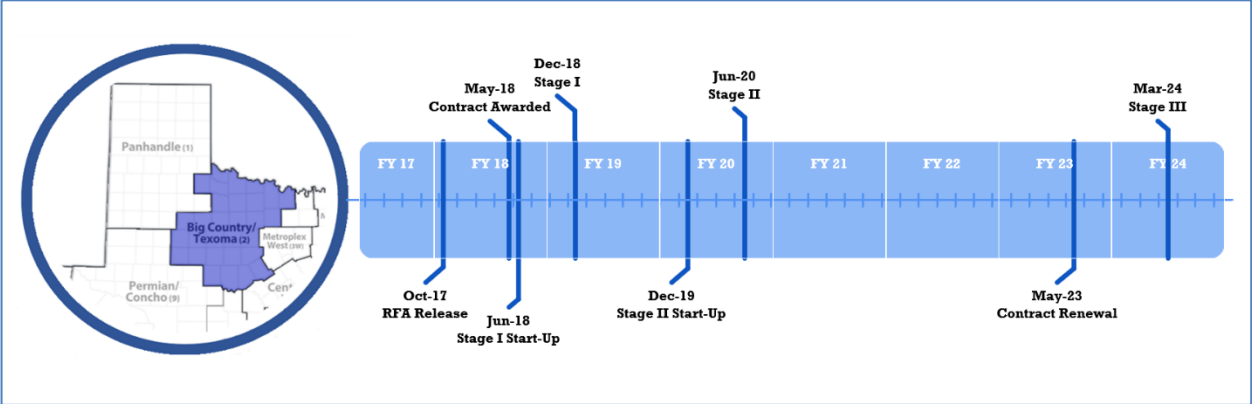 Panhandle (1)
Big Country/
Texoma (2)
Metroplex
West (3W)
Permian/
Concho (9)
Cent
Dec-18
Stage I
May-18
Contract Awarded
Jun-20
Stage II
Mar-24
Stage III
FY 17
FY 18
FY 19
FY 20
FY 21
FY 22
FY 23
FY 24
Oct-17
RFA Release
Jun-18
Stage I Start-Up
Dec-19
Stage II Start-Up
May-23
Contract Renewal